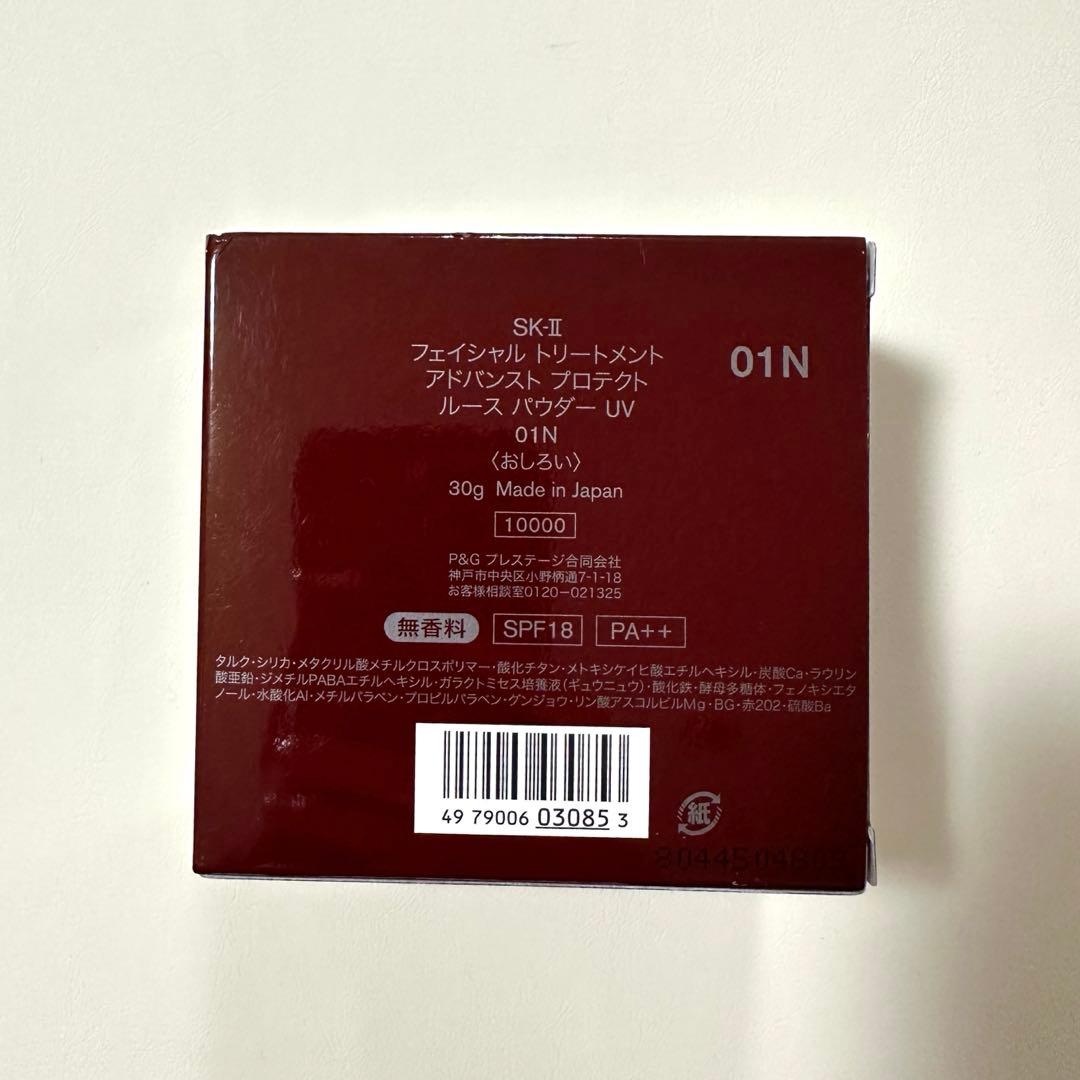 SK-II
フェイシャル トリートメント
01N
アドバンスト プロテクト
ルース パウダー UV
01N
〈おしろい〉
30g Made in Japan
10000
P&G プレステージ合同会社
神戸市中央区小野柄通7-1-18
お客様相談室0120-021325
無香料 SPF18 PA++
タルク・シリカ・メタクリル酸メチルクロスポリマー・酸化チタン・メトキシケイヒ酸エチルヘキシル・炭酸Ca・ラウリン
酸亜鉛・ジメチルPABAエチルヘキシル・ガラクトミセス培養液(ギュウニュウ)・酸化鉄・酵母多糖体・フェノキシエタ
ノール・水酸化Al・メチルパラベン・プロピルパラベン・ゲンジョウ・リン酸アスコルビルMg・BG・赤202・硫酸Ba
49 79006 03085 3
紙